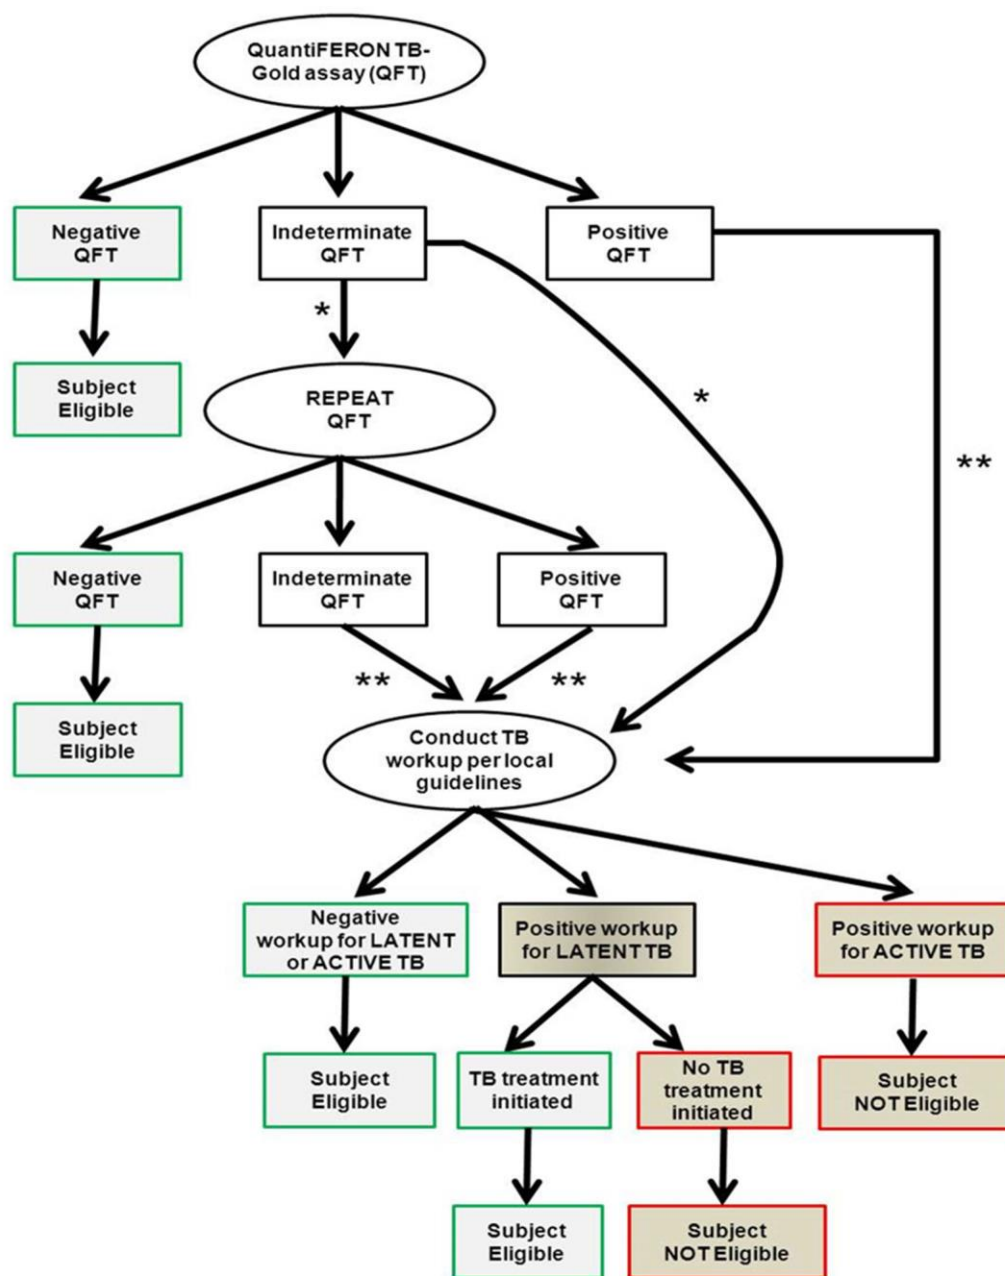 QuantiFERON TB-
Gold assay (QFT)
Negative
QFT
Indeterminate
QFT
Positive
QFT
*
*
**
Subject
Eligible
REPEAT
QFT
Negative
QFT
Indeterminate
QFT
Positive
QFT
**
**
Subject
Eligible
Conduct TB
workup per local
guidelines
Negative
workup for LATENT
or ACTIVE TB
Positive workup
for LATENT TB
Positive workup
for ACTIVE TB
Subject
Eligible
TB treatment
initiated
No TB
treatment
initiated
Subject
NOT Eligible
Subject
Eligible
Subject
NOT Eligible